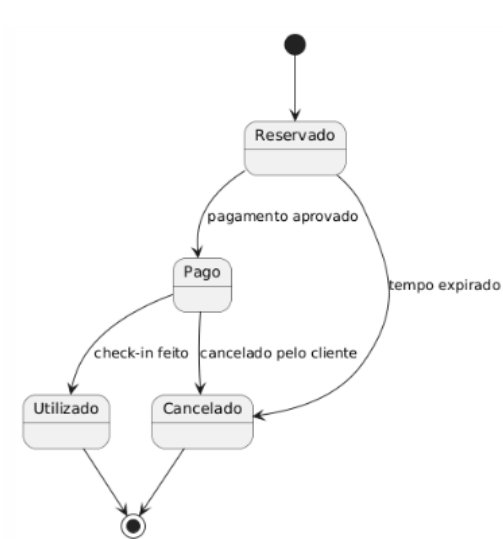 Reservado
pagamento aprovado
tempo expirado
Pago
check-in feito
cancelado pelo cliente
Utilizado
Cancelado